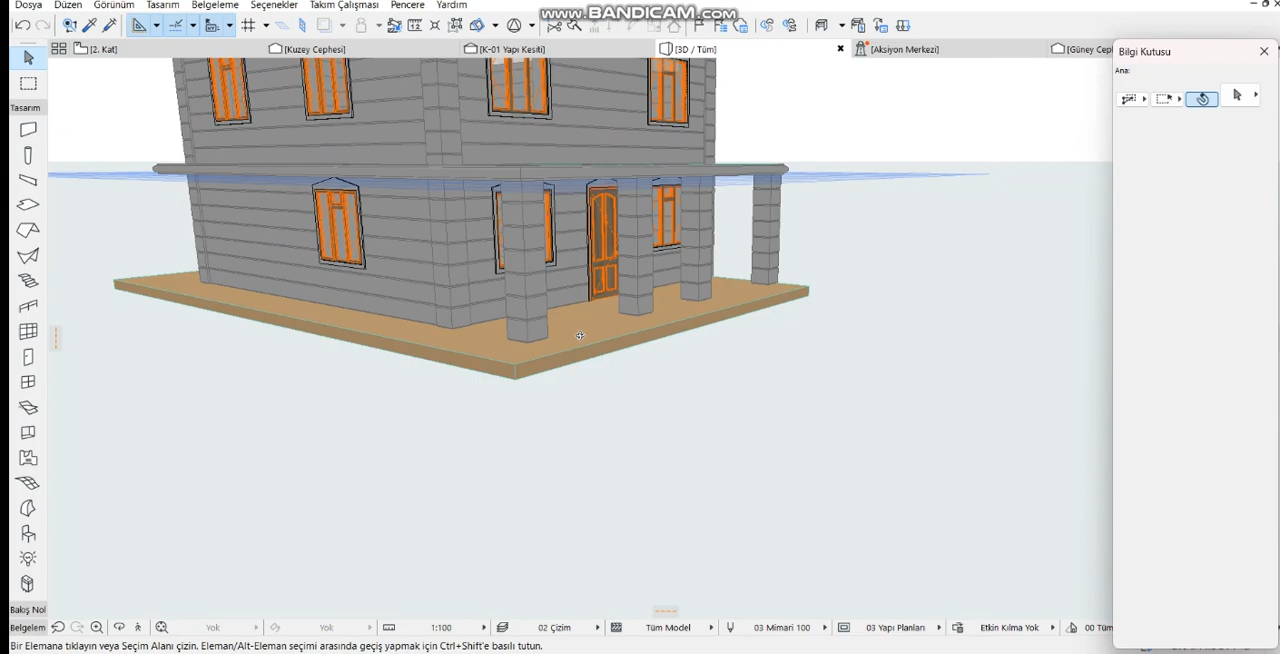 Dosya Düzen Görünüm Tasarım Belgeleme Seçenekler Takım Çalışması Pencere Yardım
www.BANDICAM.com
[2. Kat] [Kuzey Cephesi] [K-01 Yapı Kesiti] [3D / Tüm] [Aksiyon Merkezi] [Güney Cepl
Bilgi Kutusu
Ana:
Tasarım
Bakış Nol
Belgelem
Yok Yok 1:100 02 Çizim Tüm Model 03 Mimari 100 03 Yapı Planları Etkin Kılma Yok 00 Tüm
Bir Elemana tıklayın veya Seçim Alanı çizin. Eleman/Alt-Eleman seçimi arasında geçiş yapmak için Ctrl+Shift'e basılı tutun.